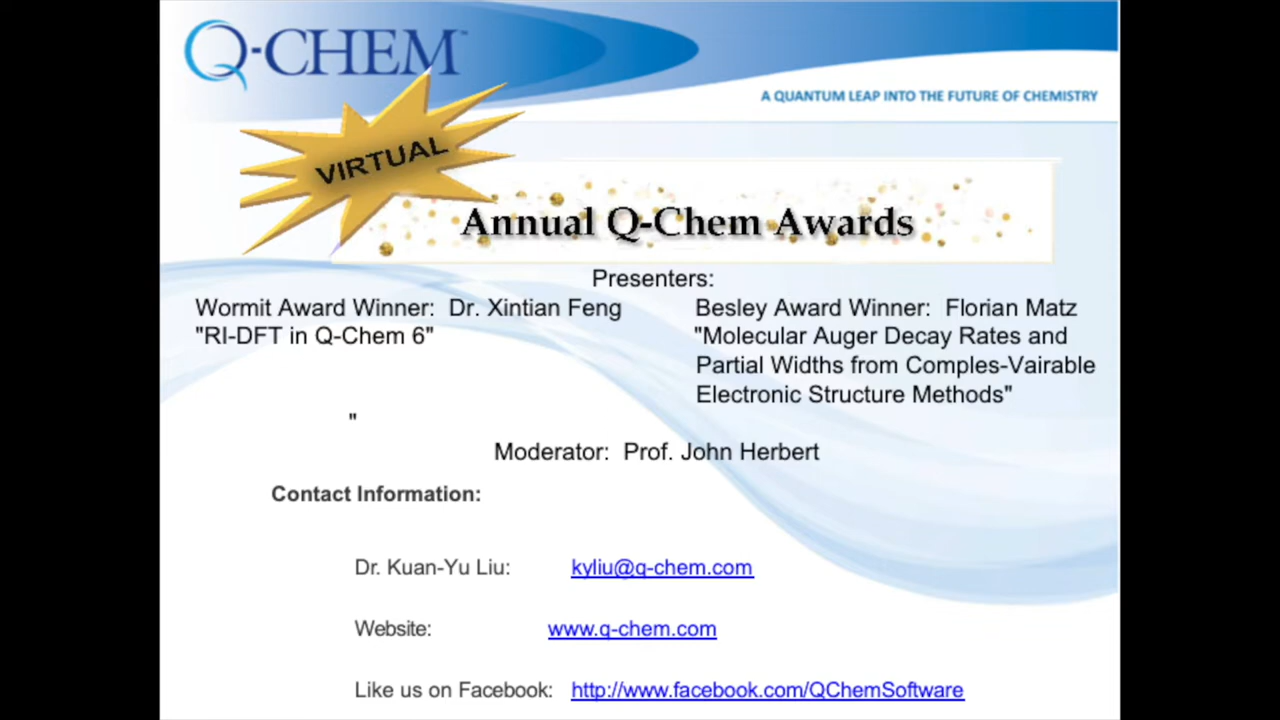 Q-CHEM™
A QUANTUM LEAP INTO THE FUTURE OF CHEMISTRY
VIRTUAL
Annual Q-Chem Awards
Presenters:
Wormit Award Winner: Dr. Xintian Feng
"RI-DFT in Q-Chem 6"
"
Besley Award Winner: Florian Matz
"Molecular Auger Decay Rates and
Partial Widths from Comples-Vairable
Electronic Structure Methods"
Moderator: Prof. John Herbert
Contact Information:
Dr. Kuan-Yu Liu: kyliu@q-chem.com
Website: www.q-chem.com
Like us on Facebook: http://www.facebook.com/QChemSoftware